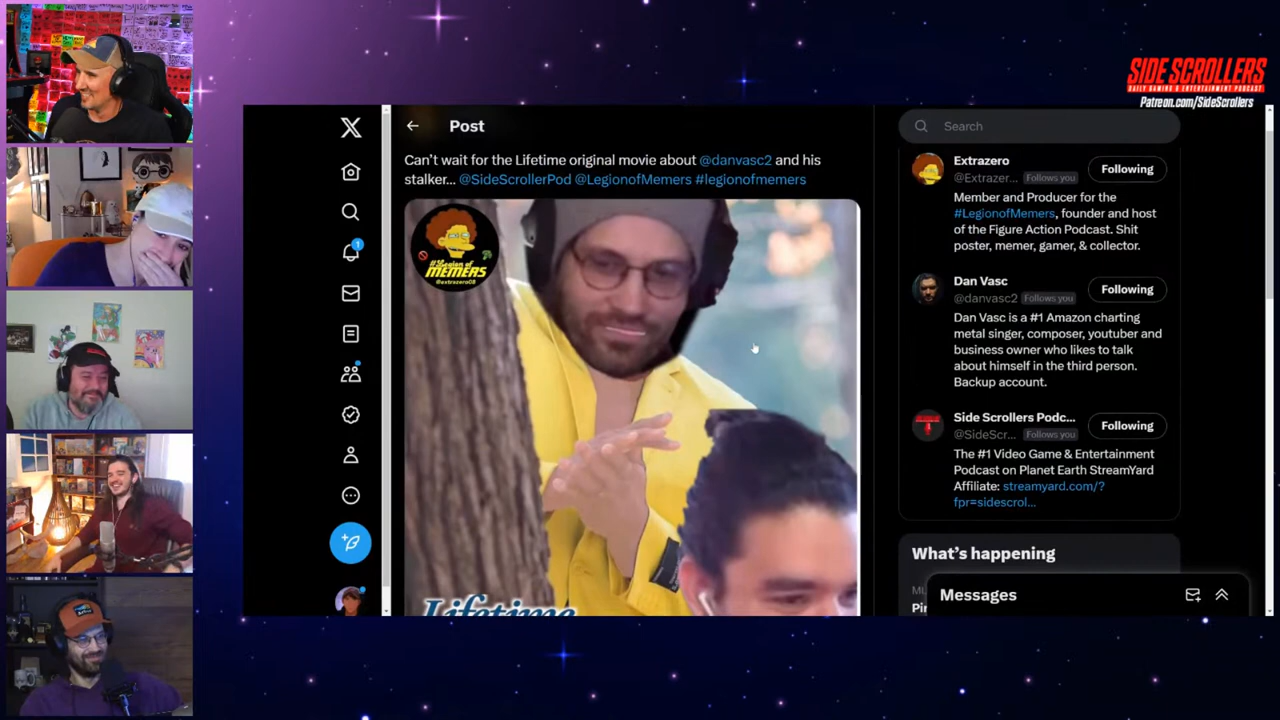 SIDE SCROLLERS
DAILY GAMING & ENTERTAINMENT PODCAST
Patreon.com/SideScrollers
Post
Search
Can't wait for the Lifetime original movie about @danvasc2 and his
stalker... @SideScrollerPod @LegionofMemers #legionofmemers
#Legion of
MEMERS
@extrazero08
Lifetime
1
Extrazero
@Extrazer... Follows you
Following
Member and Producer for the
#LegionofMemers, founder and host
of the Figure Action Podcast. Shit
poster, memer, gamer, & collector.
Dan Vasc
@danvasc2 Follows you
Following
Dan Vasc is a #1 Amazon charting
metal singer, composer, youtuber and
business owner who likes to talk
about himself in the third person.
Backup account.
Side Scrollers Podc...
@SideScr... Follows you
Following
The #1 Video Game & Entertainment
Podcast on Planet Earth StreamYard
Affiliate: streamyard.com/?
fpr=sidescrol...
What's happening
Messages